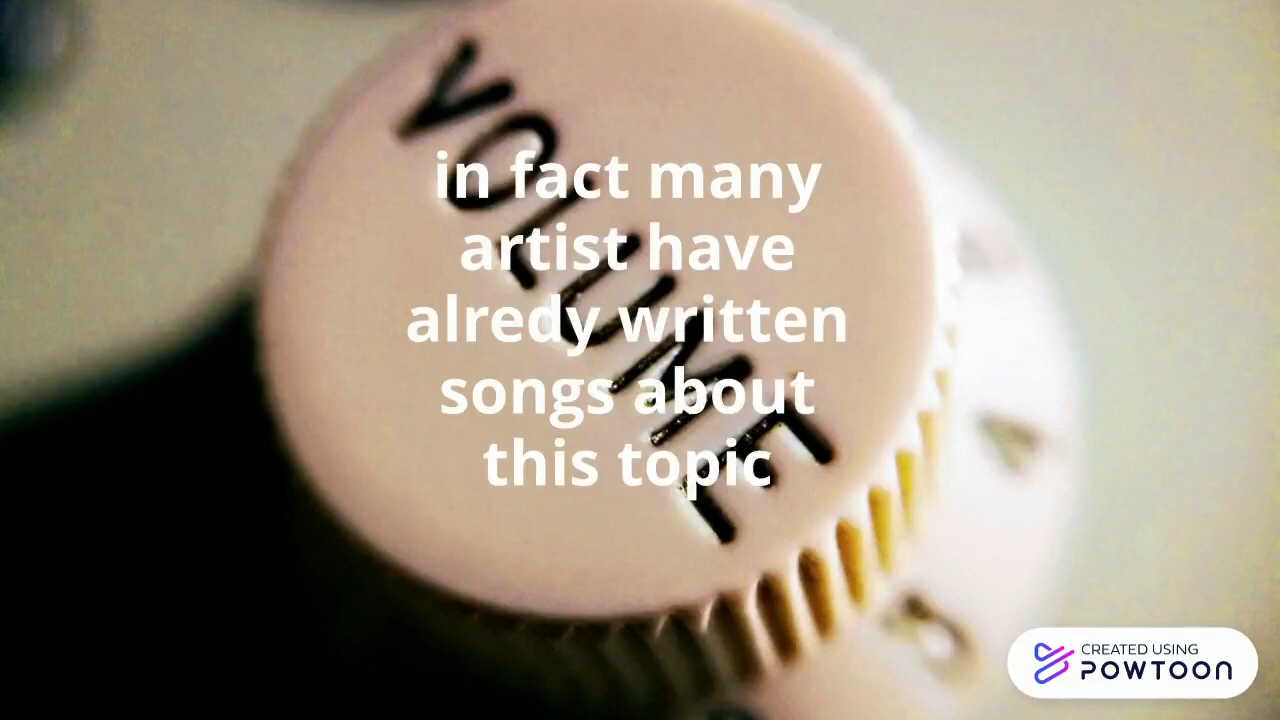 VOLUME
in fact many
artist have
alredy written
songs about
this topic
CREATED USING
POWTOON